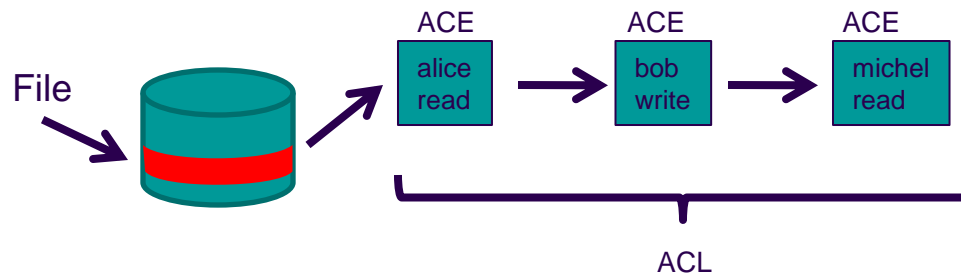 File
ACE
alice
read
ACE
bob
write
ACE
michel
read
ACL